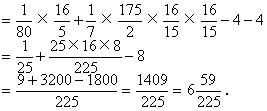 = 1/80 × 16/5 + 1/7 × 175/2 × 16/15 × 16/15 − 4 − 4
= 1/25 + 25×16×8/225 − 8
= 9+3200−1800/225 = 1409/225 = 6 59/225 .